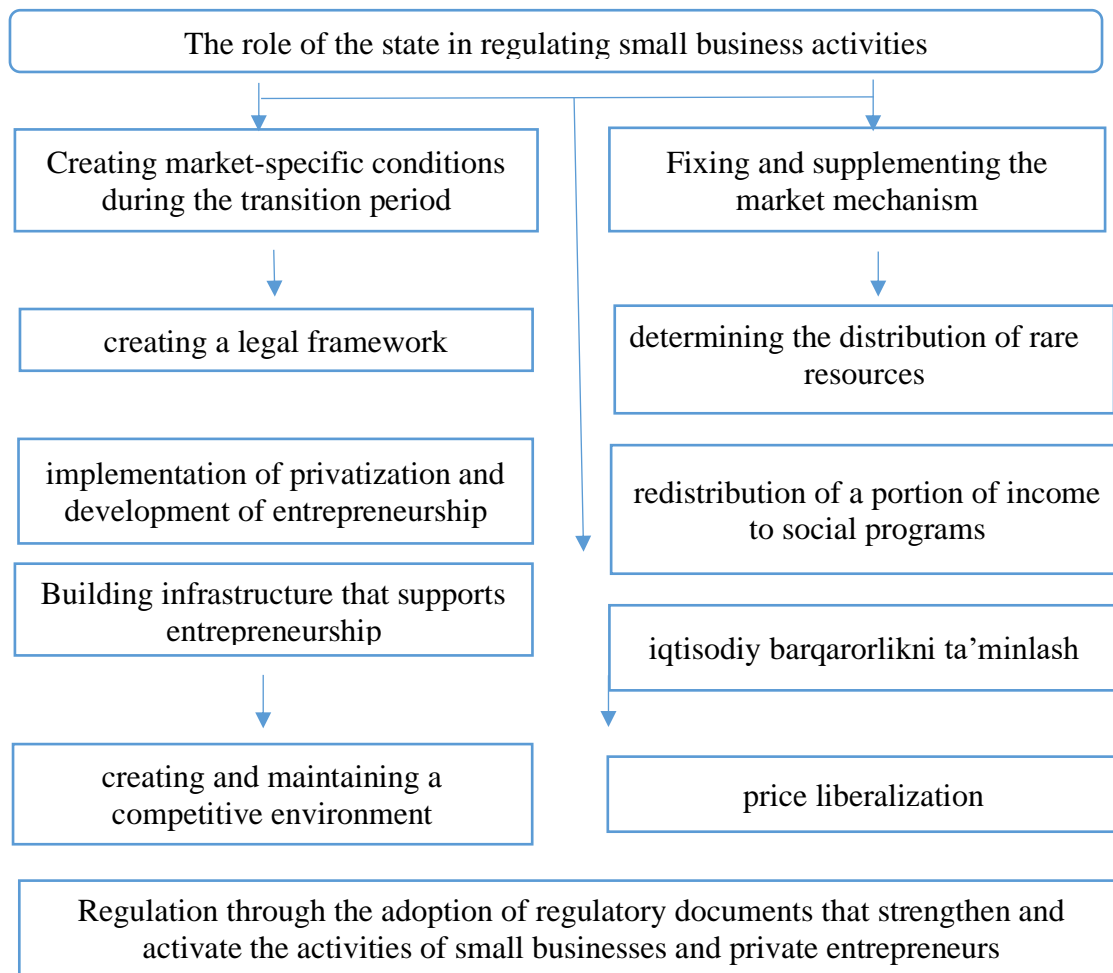 The role of the state in regulating small business activities
Creating market-specific conditions
during the transition period
Fixing and supplementing the
market mechanism
creating a legal framework
determining the distribution of rare
resources
implementation of privatization and
development of entrepreneurship
redistribution of a portion of income
to social programs
Building infrastructure that supports
entrepreneurship
iqtisodiy barqarorlikni ta’minlash
creating and maintaining a
competitive environment
price liberalization
Regulation through the adoption of regulatory documents that strengthen and
activate the activities of small businesses and private entrepreneurs